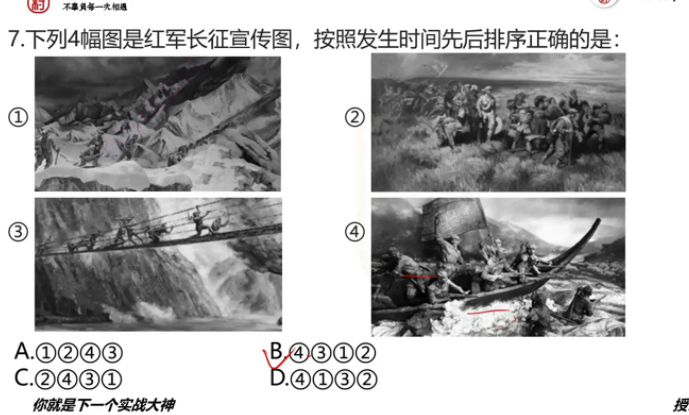 村
不辜负每一次相遇
7.下列4幅图是红军长征宣传图，按照发生时间先后排序正确的是：
①
②
③
④
A.①②④③
B.④③①②
C.②④③①
D.④①③②
你就是下一个实战大神
授